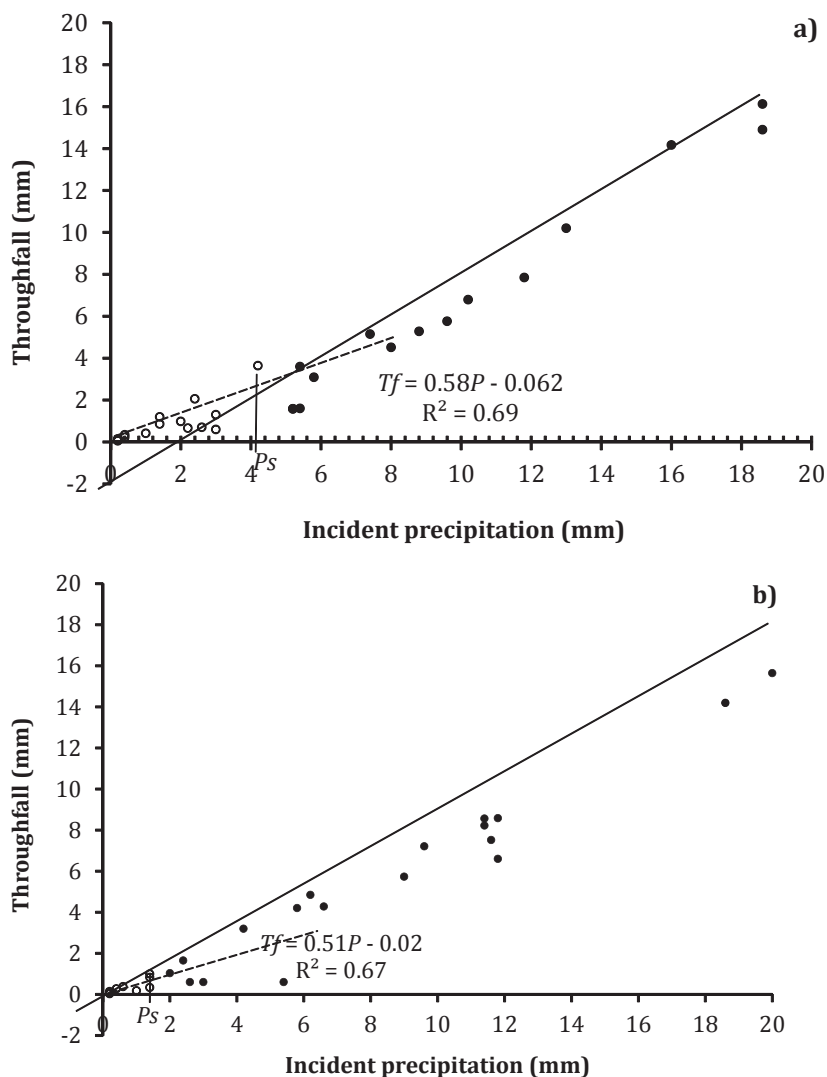 a)
20
18
16
14
12
10
8
6
4
2
0
-2
Throughfall (mm)
Tf = 0.58P - 0.062
R² = 0.69
Ps
0 2 4 6 8 10 12 14 16 18 20
Incident precipitation (mm)
b)
20
18
16
14
12
10
8
6
4
2
0
-2
Throughfall (mm)
Tf = 0.51P - 0.02
R² = 0.67
Ps
0 2 4 6 8 10 12 14 16 18 20
Incident precipitation (mm)